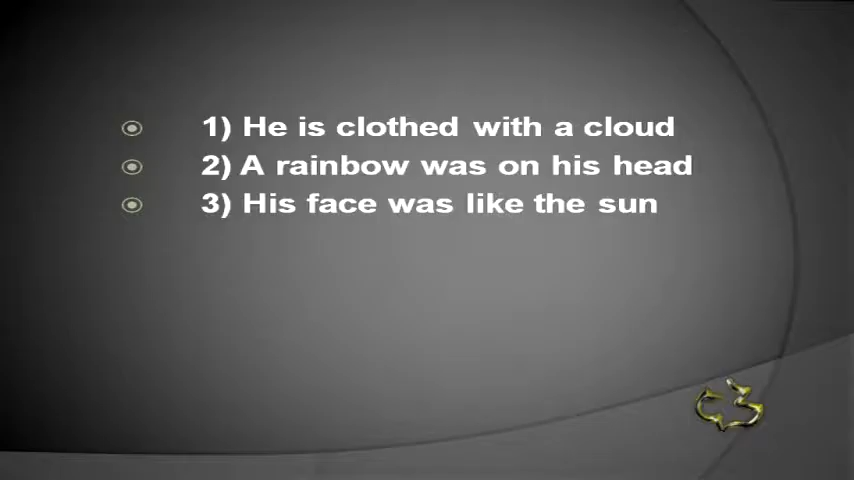 1) He is clothed with a cloud
2) A rainbow was on his head
3) His face was like the sun